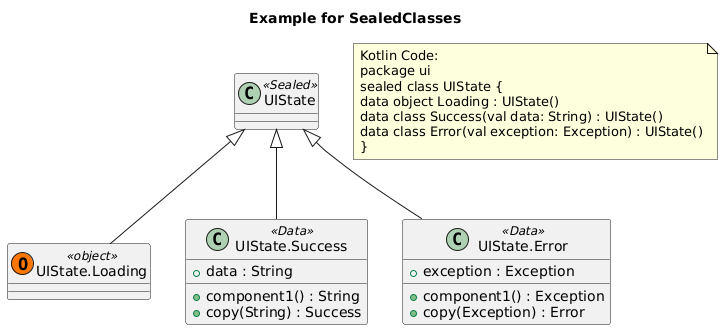 Example for SealedClasses
Kotlin Code:
package ui
sealed class UIState {
data object Loading : UIState()
data class Success(val data: String) : UIState()
data class Error(val exception: Exception) : UIState()
}
C «Sealed»
UIState
O «object»
UIState.Loading
C «Data»
UIState.Success
data : String
component1() : String
copy(String) : Success
C «Data»
UIState.Error
exception : Exception
component1() : Exception
copy(Exception) : Error